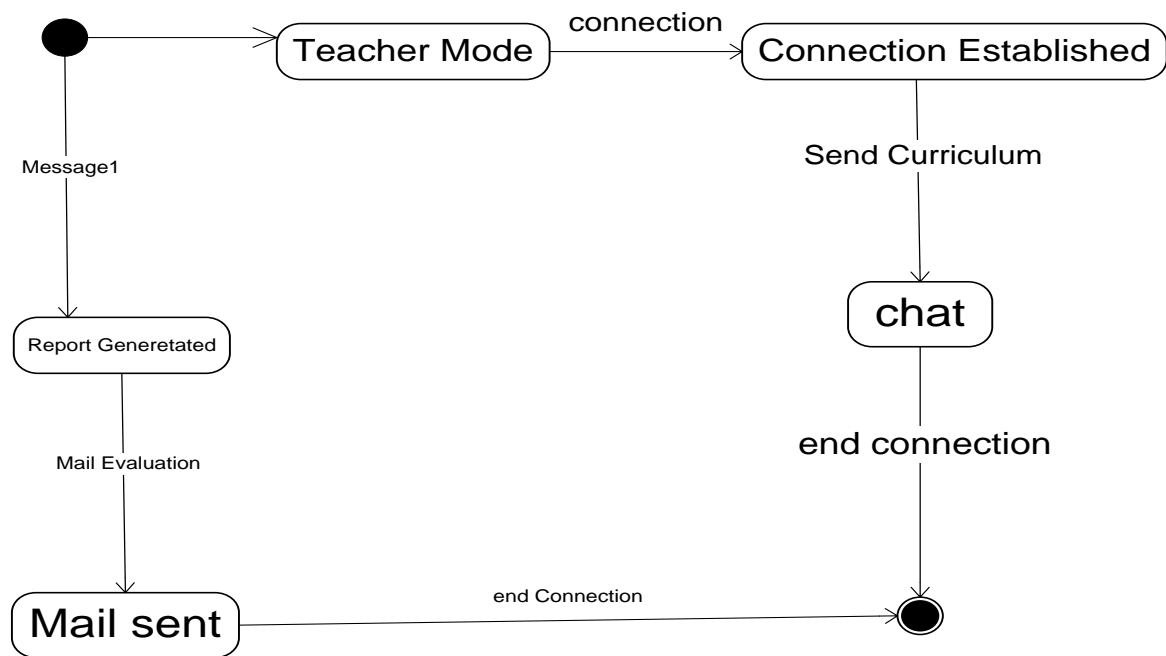 connection
Teacher Mode
Connection Established
Send Curriculum
Message1
chat
Report Generetated
end connection
Mail Evaluation
end Connection
Mail sent